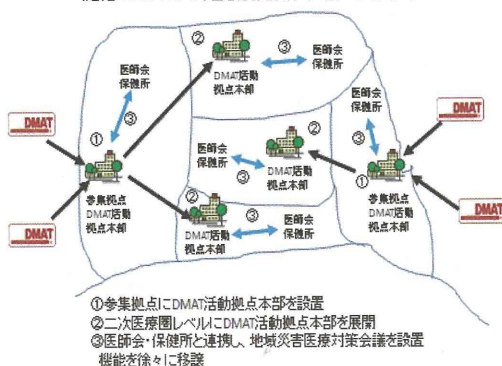 ②
③
医師会
保健所
DMAT活動
拠点本部
医師会
保健所
③
①
DMAT
DMAT
参集拠点
DMAT活動
拠点本部
②
医師会
保健所
③
DMAT活動
拠点本部
医師会
保健所
③
①
参集拠点
DMAT活動
拠点本部
DMAT
DMAT
②
DMAT活動
拠点本部
③
医師会
保健所
①参集拠点にDMAT活動拠点本部を設置
②二次医療圏レベルにDMAT活動拠点本部を展開
③医師会・保健所と連携し、地域災害医療対策会議を設置
機能を徐々に移譲